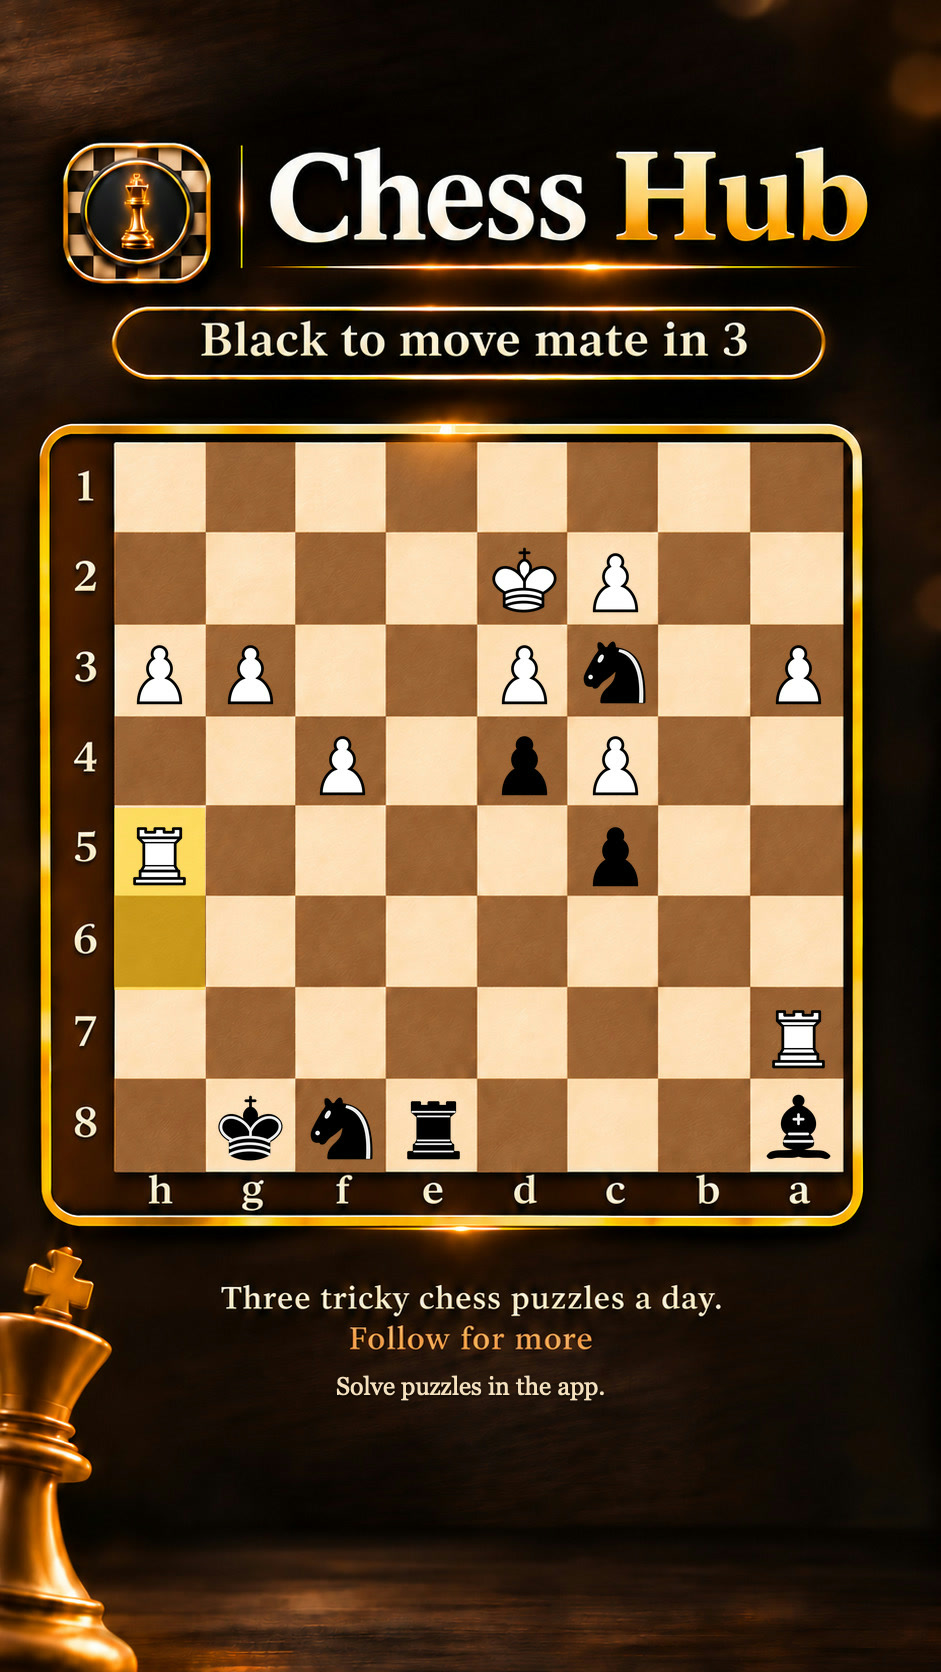 Chess Hub
Black to move mate in 3
1
2
3
4
5
6
7
8
h g f e d c b a
Three tricky chess puzzles a day.
Follow for more
Solve puzzles in the app.